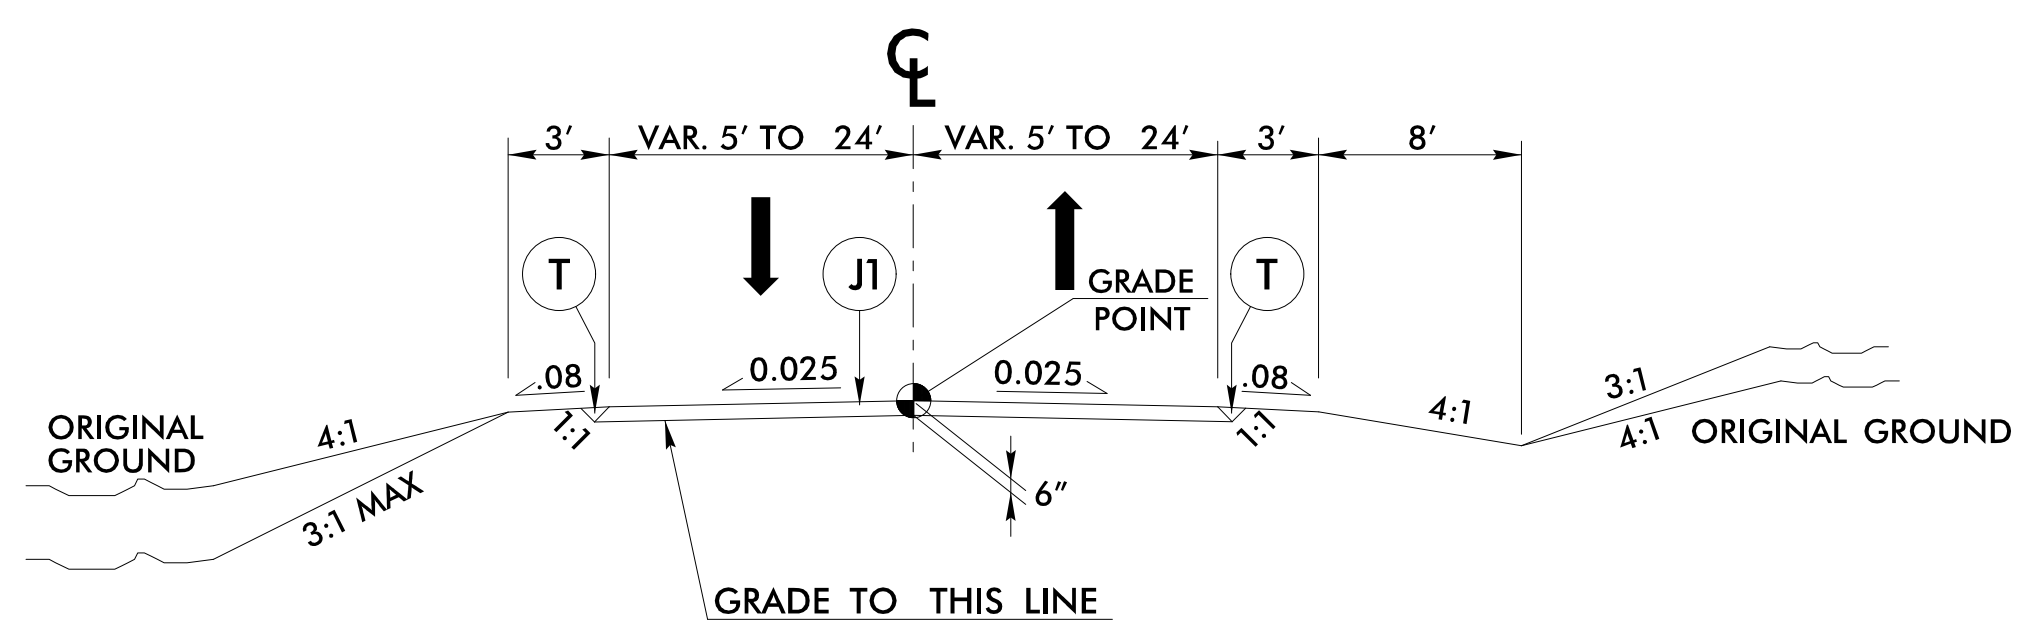 ℄
3' VAR. 5' TO 24' VAR. 5' TO 24' 3' 8'
T J1 T
GRADE
POINT
.08 0.025 0.025 .08
3:1
4:1
ORIGINAL
GROUND
4:1
1:1
1:1
4:1
ORIGINAL GROUND
3:1 MAX
6"
GRADE TO THIS LINE